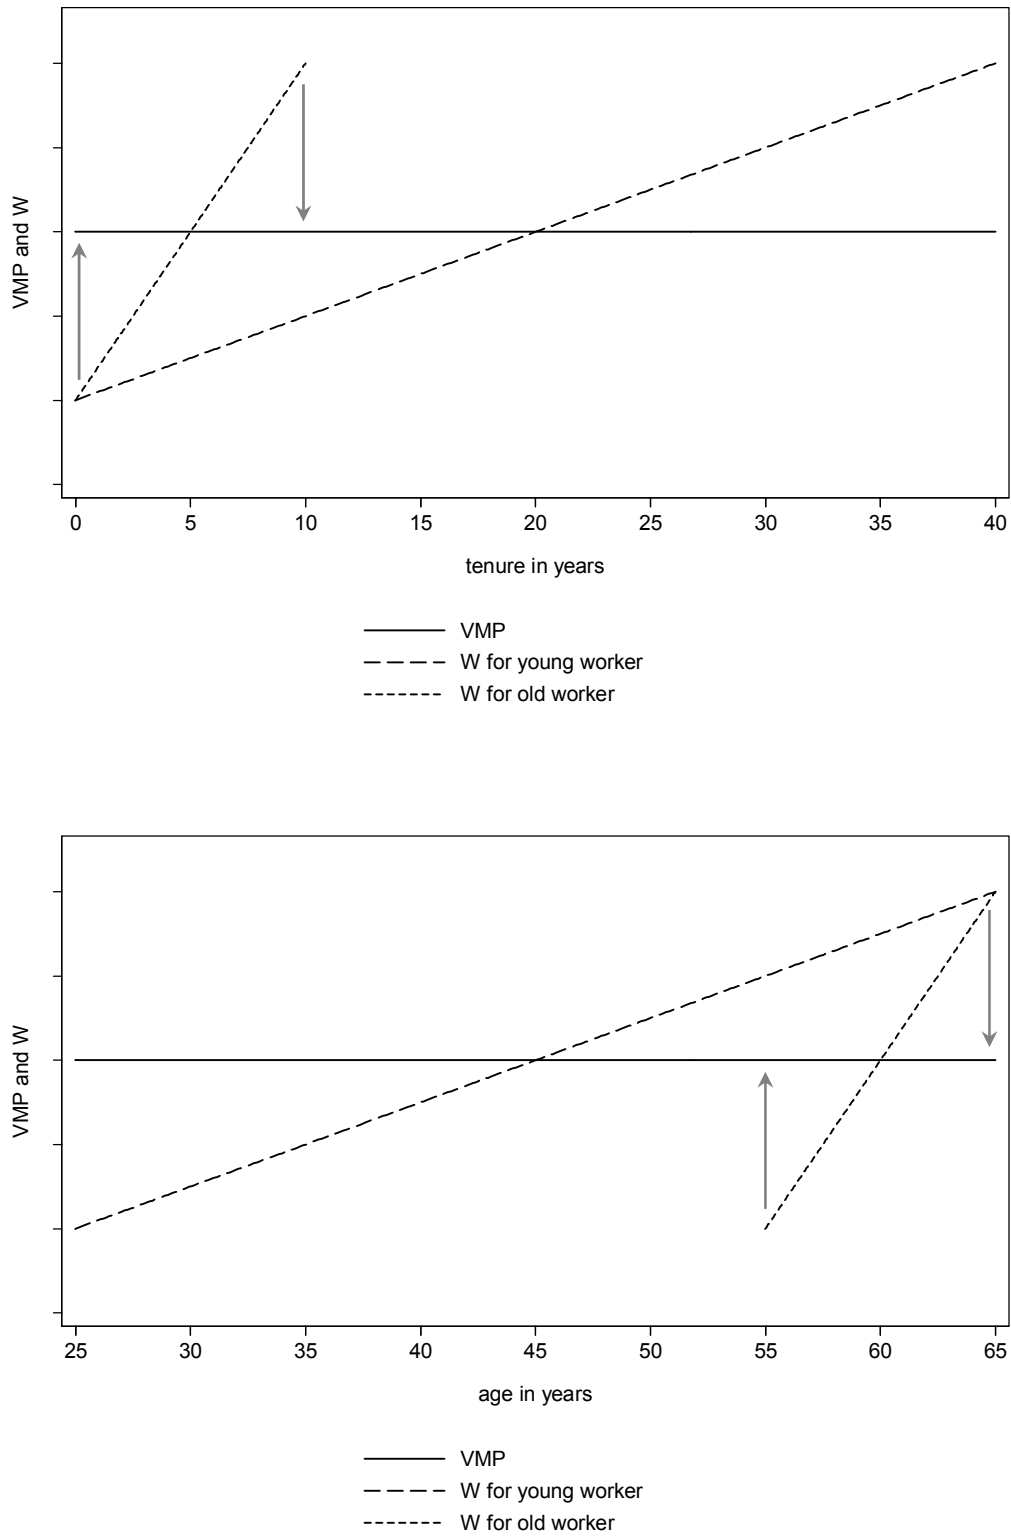 VMP and W
0 5 10 15 20 25 30 35 40
tenure in years
VMP
W for young worker
W for old worker
VMP and W
25 30 35 40 45 50 55 60 65
age in years
VMP
W for young worker
W for old worker